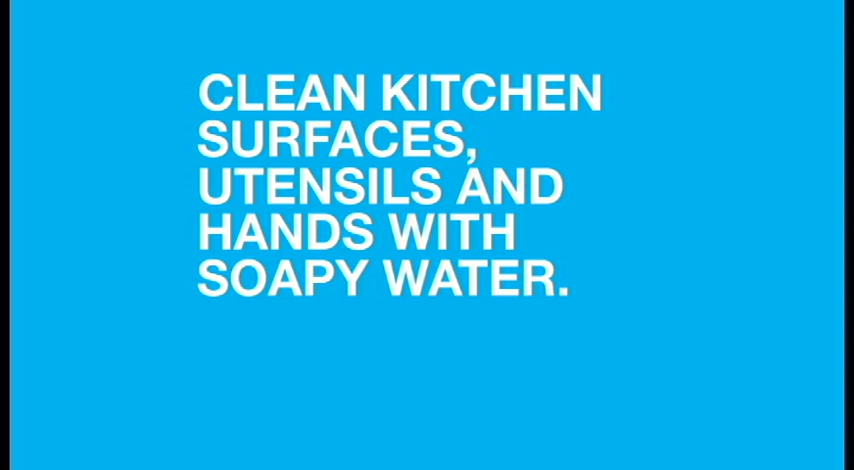 CLEAN KITCHEN
SURFACES,
UTENSILS AND
HANDS WITH
SOAPY WATER.